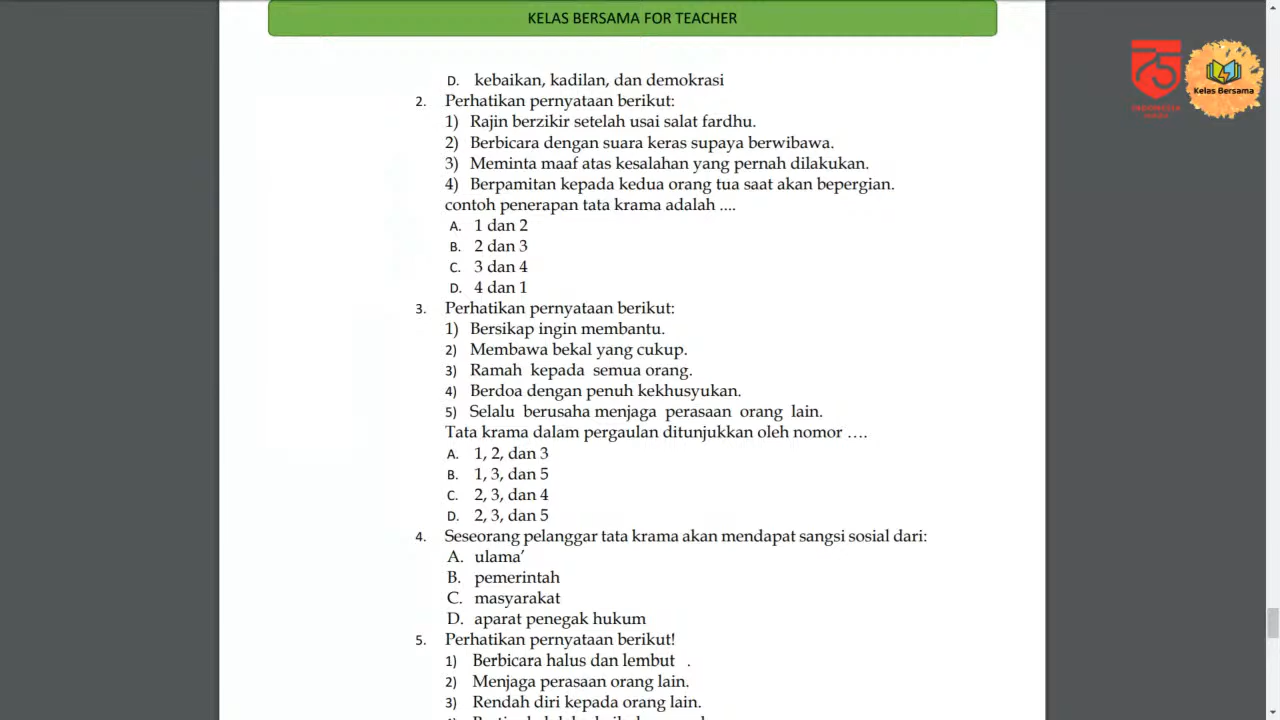 KELAS BERSAMA FOR TEACHER
Kelas Bersama
D. kebaikan, kadilan, dan demokrasi
2. Perhatikan pernyataan berikut:
1) Rajin berzikir setelah usai salat fardhu.
2) Berbicara dengan suara keras supaya berwibawa.
3) Meminta maaf atas kesalahan yang pernah dilakukan.
4) Berpamitan kepada kedua orang tua saat akan bepergian.
contoh penerapan tata krama adalah ....
A. 1 dan 2
B. 2 dan 3
C. 3 dan 4
D. 4 dan 1
3. Perhatikan pernyataan berikut:
1) Bersikap ingin membantu.
2) Membawa bekal yang cukup.
3) Ramah kepada semua orang.
4) Berdoa dengan penuh kekhusyukan.
5) Selalu berusaha menjaga perasaan orang lain.
Tata krama dalam pergaulan ditunjukkan oleh nomor ….
A. 1, 2, dan 3
B. 1, 3, dan 5
C. 2, 3, dan 4
D. 2, 3, dan 5
4. Seseorang pelanggar tata krama akan mendapat sangsi sosial dari:
A. ulama’
B. pemerintah
C. masyarakat
D. aparat penegak hukum
5. Perhatikan pernyataan berikut!
1) Berbicara halus dan lembut .
2) Menjaga perasaan orang lain.
3) Rendah diri kepada orang lain.